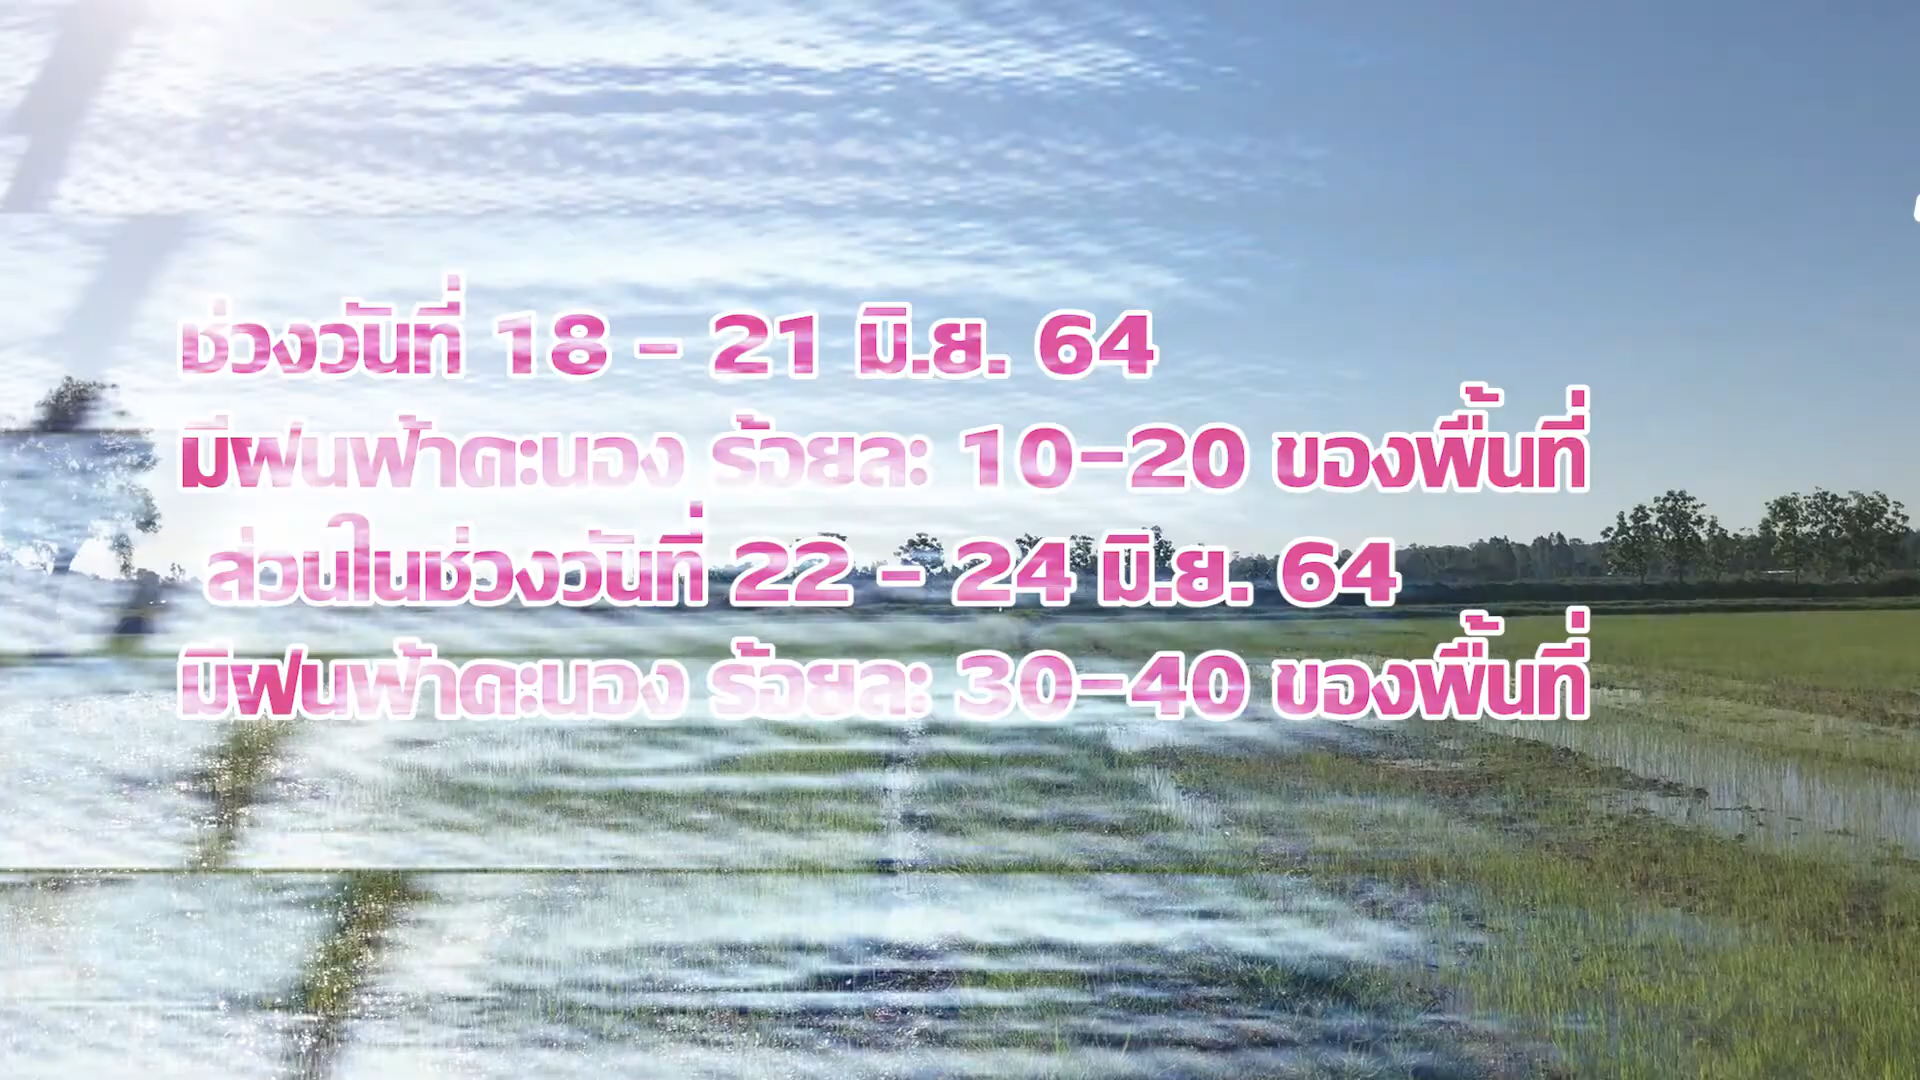 ช่วงวันที่ 18 - 21 มิ.ย. 64
มีฝนฟ้าคะนอง ร้อยละ 10-20 ของพื้นที่
ส่วนในช่วงวันที่ 22 - 24 มิ.ย. 64
มีฝนฟ้าคะนอง ร้อยละ 30-40 ของพื้นที่